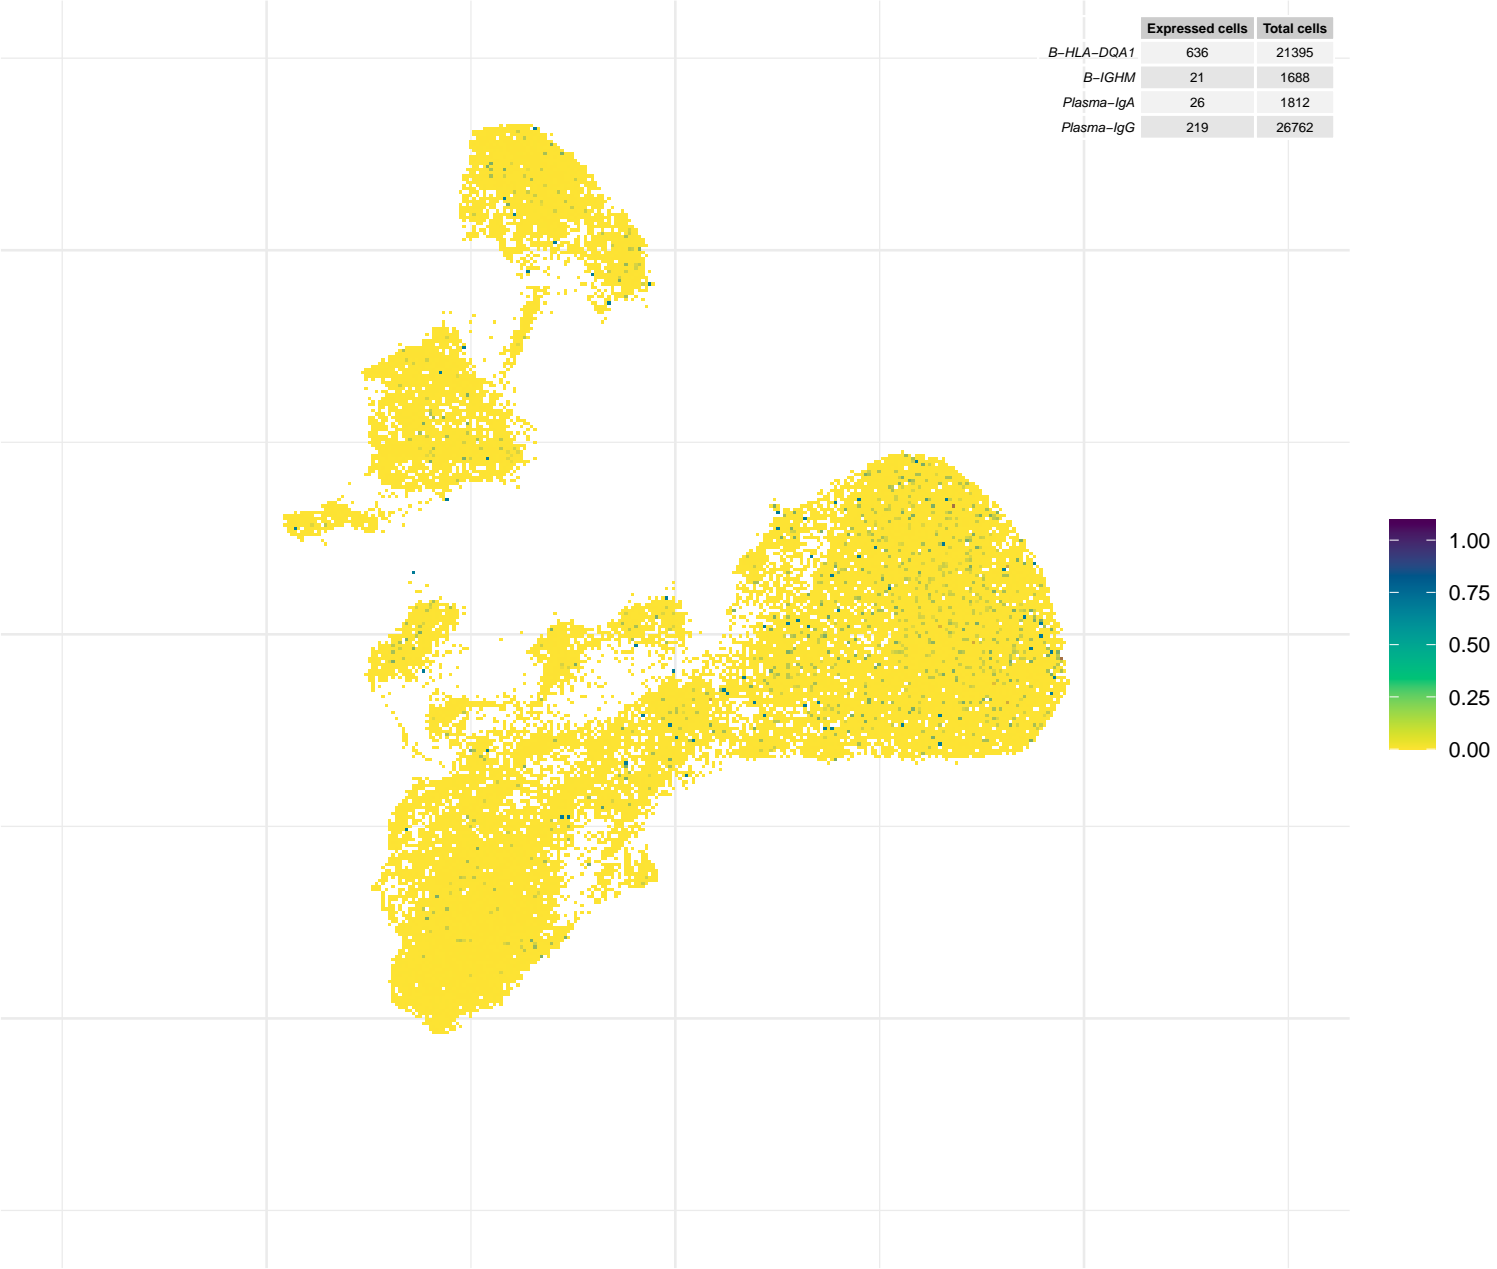 Expressed cells Total cells
B−HLA−DQA1 636 21395
B−IGHM 21 1688
Plasma−IgA 26 1812
Plasma−IgG 219 26762
1.00
0.75
0.50
0.25
0.00